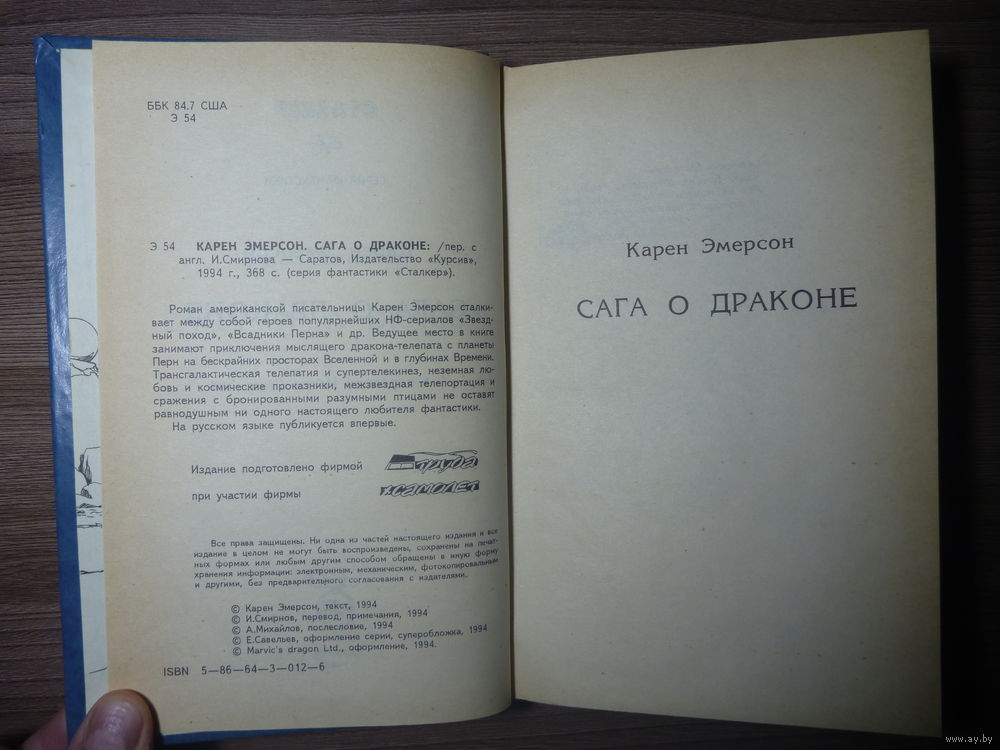 ББК 84.7 США
Э 54
Э 54 КАРЕН ЭМЕРСОН. САГА О ДРАКОНЕ: /пер. с
англ. И.Смирнова — Саратов, Издательство «Курсив»,
1994 г., 368 с. (серия фантастики «Сталкер»).
Роман американской писательницы Карен Эмерсон сталки-
вает между собой героев популярнейших НФ-сериалов «Звезд-
ный поход», «Всадники Перна» и др. Ведущее место в книге
занимают приключения мыслящего дракона-телепата с планеты
Перн на бескрайних просторах Вселенной и в глубинах Времени.
Трансгалактическая телепатия и супертелекинез, неземная лю-
бовь и космические проказники, межзвездная телепортация и
сражения с бронированными разумными птицами не оставят
равнодушным ни одного настоящего любителя фантастики.
На русском языке публикуется впервые.
Издание подготовлено фирмой труба
при участии фирмы самолет
Все права защищены. Ни одна из частей настоящего издания и все
издание в целом не могут быть воспроизведены, сохранены на печат-
ных формах или любым другим способом обращены в иную форму
хранения информации: электронным, механическим, фотокопировальным
и другими, без предварительного согласования с издателями.
© Карен Эмерсон, текст, 1994
© И.Смирнов, перевод, примечания, 1994
© А.Михайлов, послесловие, 1994
© Е.Савельев, оформление серии, суперобложка, 1994
© Marvic's dragon Ltd., оформление, 1994.
ISBN 5—86—64—3—012—6
Карен Эмерсон
САГА О ДРАКОНЕ
www.ay.by